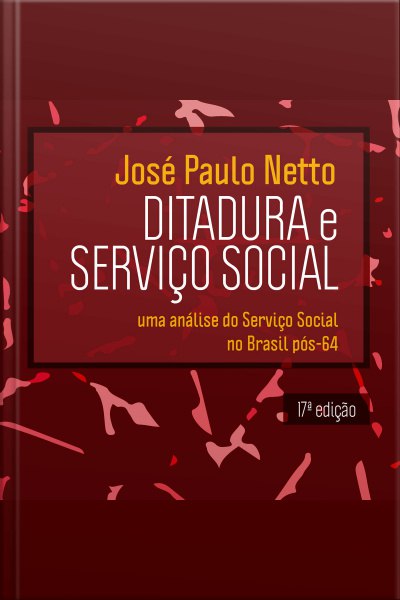 José Paulo Netto
DITADURA e
SERVIÇO SOCIAL
uma análise do Serviço Social
no Brasil pós-64
17ª edição